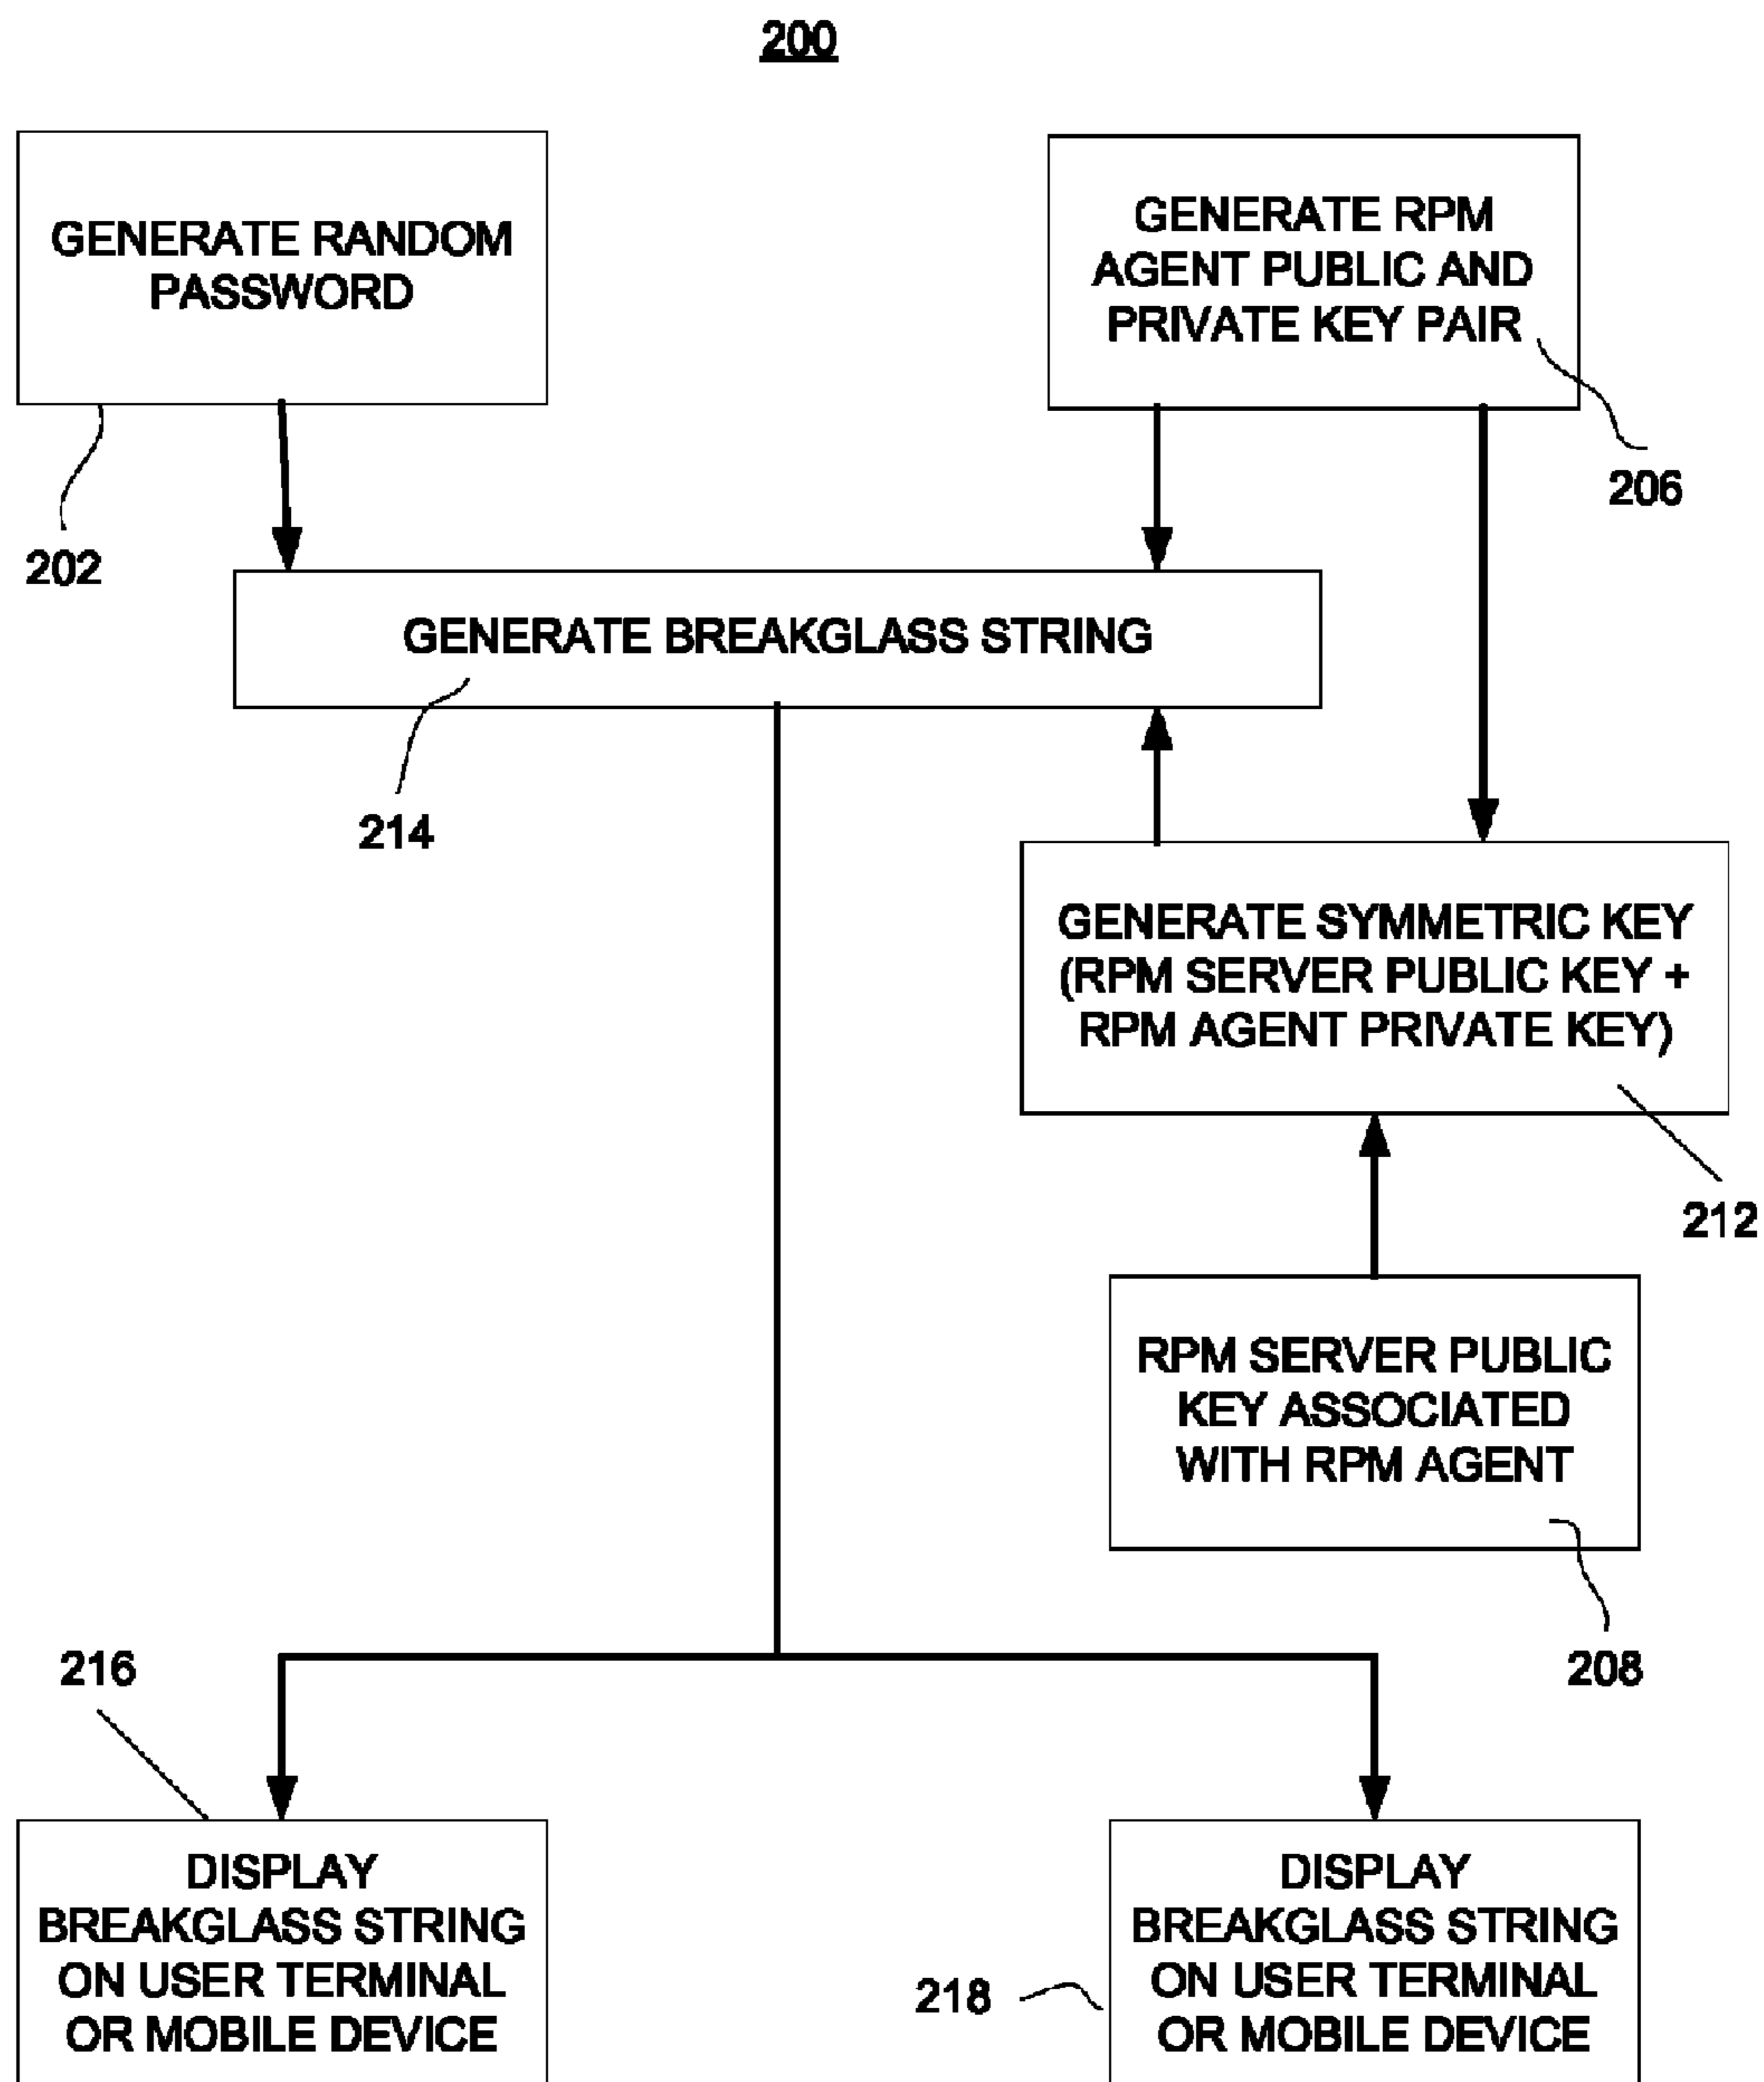 200
GENERATE RANDOM
PASSWORD
202
GENERATE RPM
AGENT PUBLIC AND
PRIVATE KEY PAIR
206
GENERATE BREAKGLASS STRING
214
GENERATE SYMMETRIC KEY
(RPM SERVER PUBLIC KEY +
RPM AGENT PRIVATE KEY)
212
RPM SERVER PUBLIC
KEY ASSOCIATED
WITH RPM AGENT
208
216
DISPLAY
BREAKGLASS STRING
ON USER TERMINAL
OR MOBILE DEVICE
218
DISPLAY
BREAKGLASS STRING
ON USER TERMINAL
OR MOBILE DEVICE